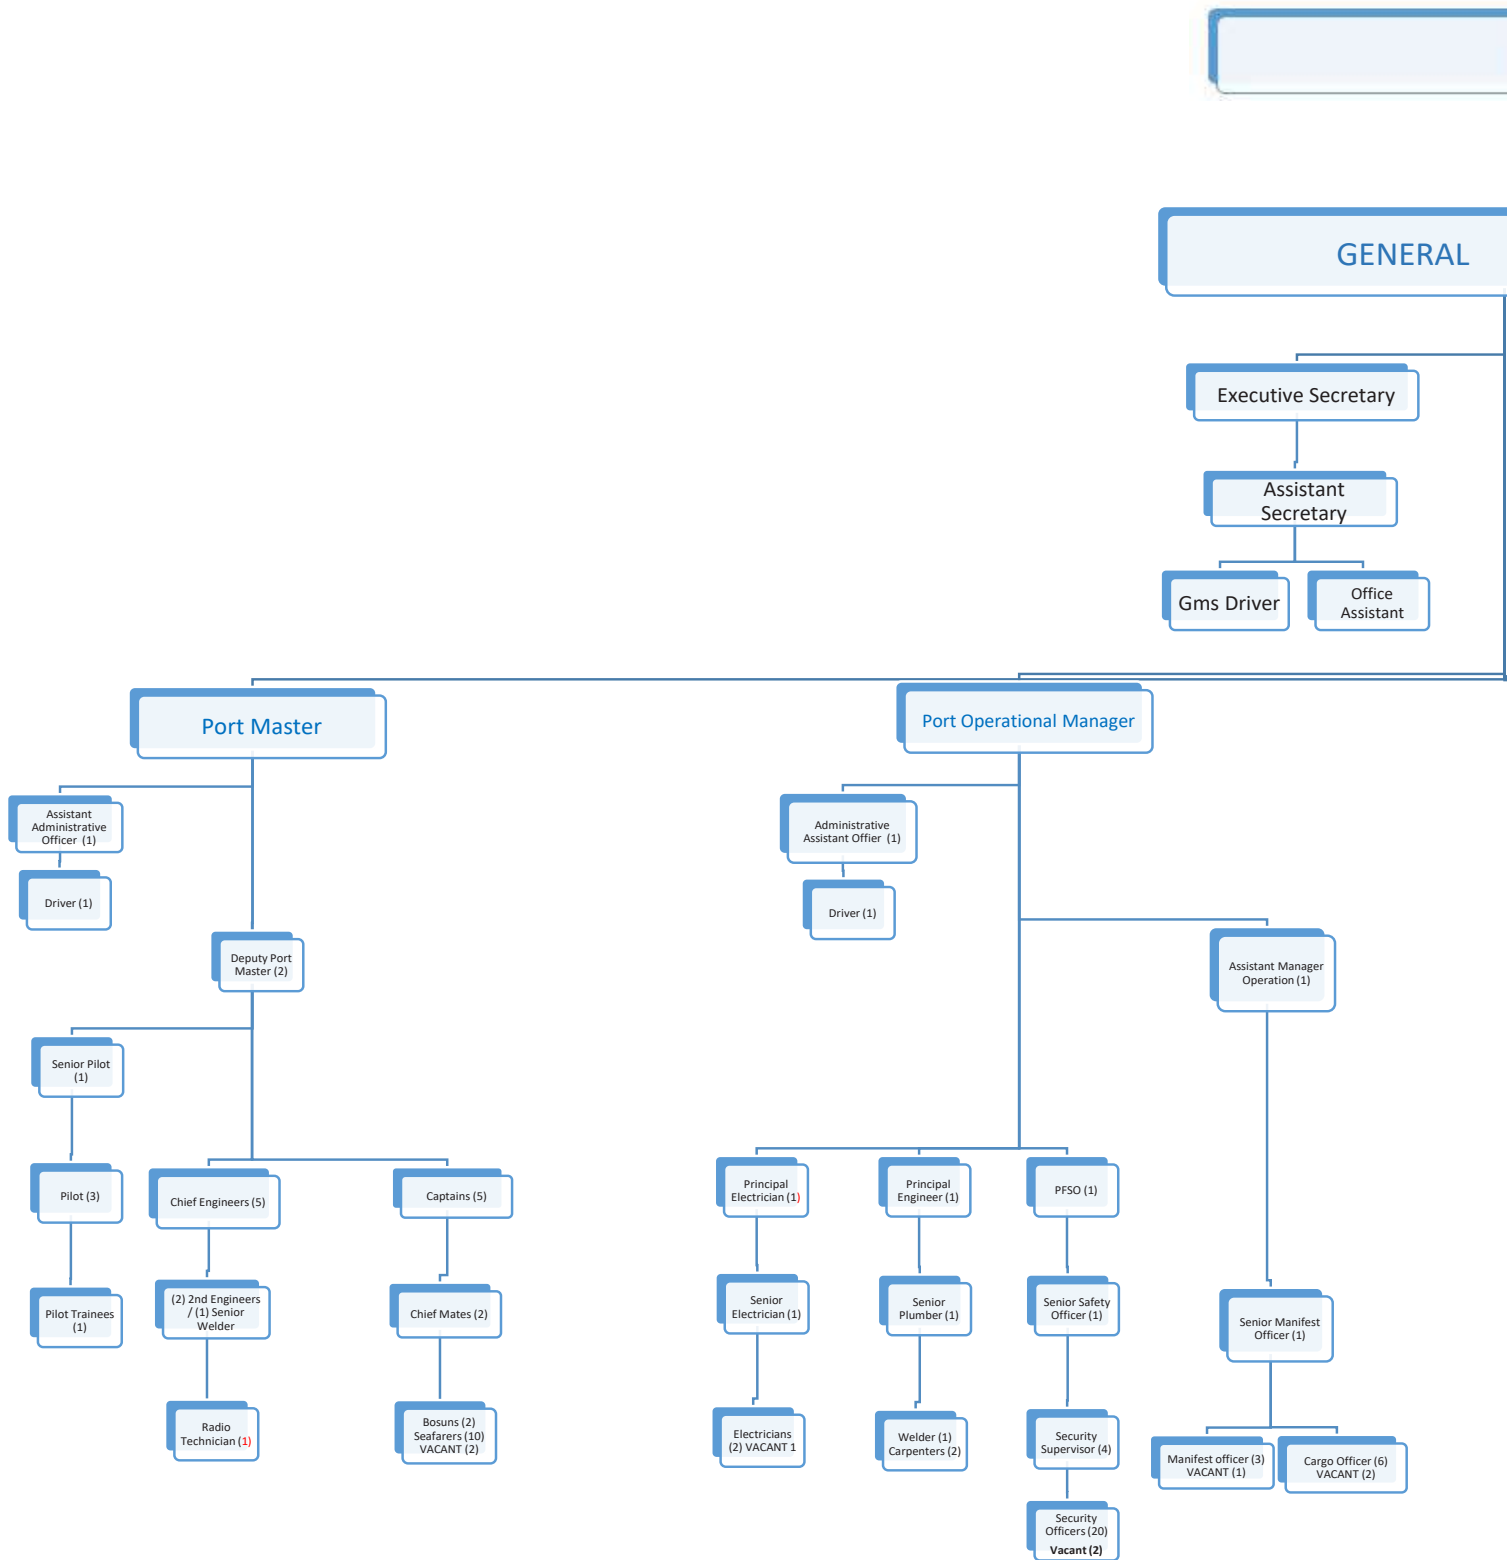 GENERAL
Executive Secretary
Assistant
Secretary
Gms Driver
Office
Assistant
Port Master
Port Operational Manager
Assistant
Administrative
Officer (1)
Driver (1)
Deputy Port
Master (2)
Senior Pilot
(1)
Pilot (3)
Pilot Trainees
(1)
Chief Engineers (5)
(2) 2nd Engineers
/ (1) Senior
Welder
Radio
Technician (1)
Captains (5)
Chief Mates (2)
Bosuns (2)
Seafarers (10)
VACANT (2)
Administrative
Assistant Offier (1)
Driver (1)
Principal
Electrician (1)
Senior
Electrician (1)
Electricians
(2) VACANT 1
Principal
Engineer (1)
Senior
Plumber (1)
Welder (1)
Carpenters (2)
PFSO (1)
Senior Safety
Officer (1)
Security
Supervisor (4)
Security
Officers (20)
Vacant (2)
Assistant Manager
Operation (1)
Senior Manifest
Officer (1)
Manifest officer (3)
VACANT (1)
Cargo Officer (6)
VACANT (2)